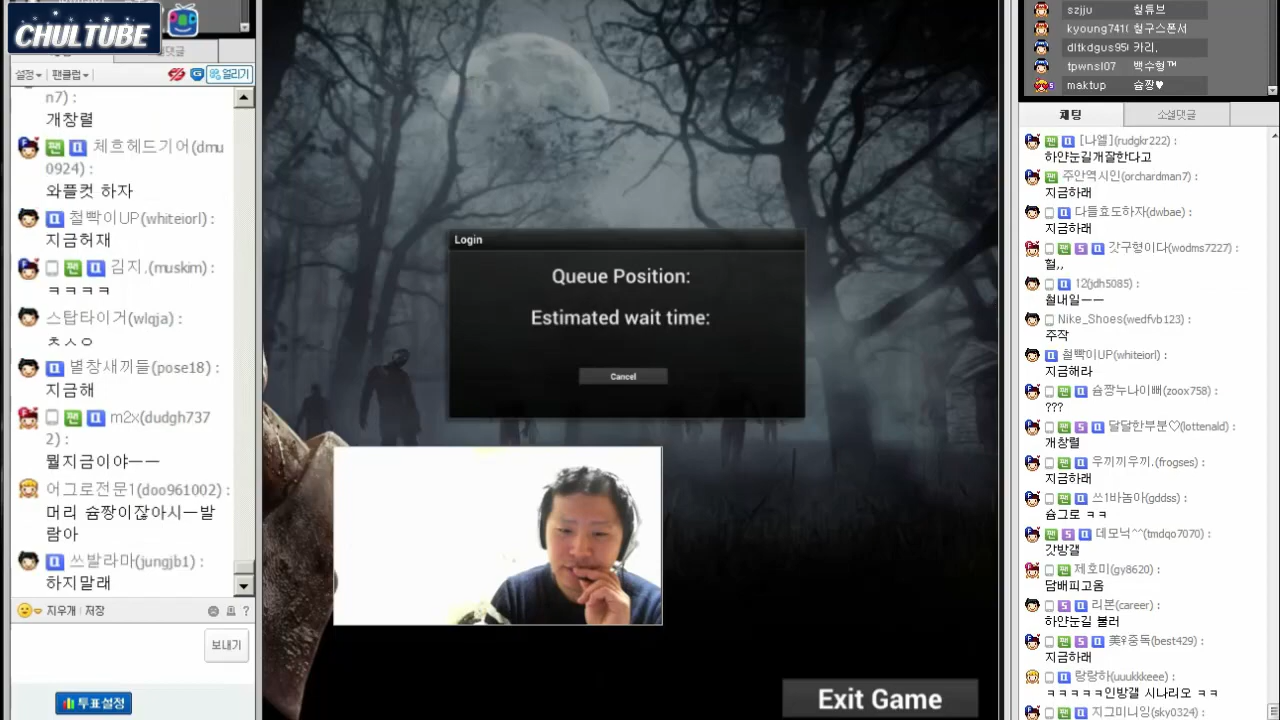 CHULTUBE
댓글
설정 팬클럽 열리기
n7) :
개창렬
체흐헤드기어(dmu
0924) :
와플컷 하자
철빡이UP(whiteiorl) :
지금허재
김지.(muskim) :
ㅋㅋㅋㅋ
스탑타이거(wlqja) :
ㅊㅅㅇ
별창새끼들(pose18) :
지금해
m2x(dudgh737
2) :
뭘지금이야ㅡㅡ
어그로전문1(doo961002) :
머리 슘짱이잖아시ㅡ발
람아
쓰발라마(jungjb1) :
하지말래
지우개 저장 ?
보내기
투표설정
Login
Queue Position:
Estimated wait time:
Cancel
Exit Game
szjju 철튜브
kyoung7410 철구스폰서
dltkdgus950 카리.
tpwnsl07 백수형™
maktup 슘짱♥
채팅 소셜댓글
[나엘](rudgkr222) :
하얀눈길개잘한다고
주안역시인(orchardman7) :
지금하래
다들효도하자(dwbae) :
지금하래
갓구형이다(wodms7227) :
헐,,
12(jdh5085) :
철내일ㅡㅡ
Nike_Shoes(wedfvb123) :
주작
철빡이UP(whiteiorl) :
지금해라
슘짱누나이뻐(zoox758) :
???
달달한부분♡(lottenald) :
개창렬
우끼끼우끼.(frogses) :
지금하래
쓰1바놈아(gddss) :
슘그로 ㅋㅋ
데모닉^^(tmdqo7070) :
갓방갤
제호미(gy8620) :
담배피고옴
리본(career) :
하얀눈길 불러
美♀중독(best429) :
지금하래
랑랑하(uuukkkeee) :
ㅋㅋㅋㅋㅋ인방갤 시나리오 ㅋㅋ
지그미니잉(sky0324) :